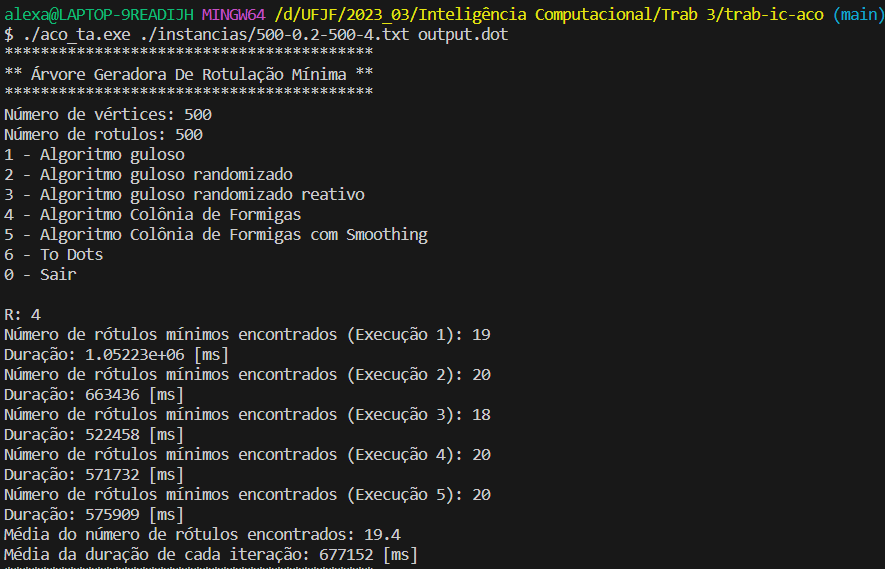 alexa@LAPTOP-9READIJH MINGW64 /d/UFJF/2023_03/Inteligência Computacional/Trab 3/trab-ic-aco (main)
$ ./aco_ta.exe ./instancias/500-0.2-500-4.txt output.dot
*****************************************
** Árvore Geradora De Rotulação Mínima **
*****************************************
Número de vértices: 500
Número de rotulos: 500
1 - Algoritmo guloso
2 - Algoritmo guloso randomizado
3 - Algoritmo guloso randomizado reativo
4 - Algoritmo Colônia de Formigas
5 - Algoritmo Colônia de Formigas com Smoothing
6 - To Dots
0 - Sair
R: 4
Número de rótulos mínimos encontrados (Execução 1): 19
Duração: 1.05223e+06 [ms]
Número de rótulos mínimos encontrados (Execução 2): 20
Duração: 663436 [ms]
Número de rótulos mínimos encontrados (Execução 3): 18
Duração: 522458 [ms]
Número de rótulos mínimos encontrados (Execução 4): 20
Duração: 571732 [ms]
Número de rótulos mínimos encontrados (Execução 5): 20
Duração: 575909 [ms]
Média do número de rótulos encontrados: 19.4
Média da duração de cada iteração: 677152 [ms]
*****************************************